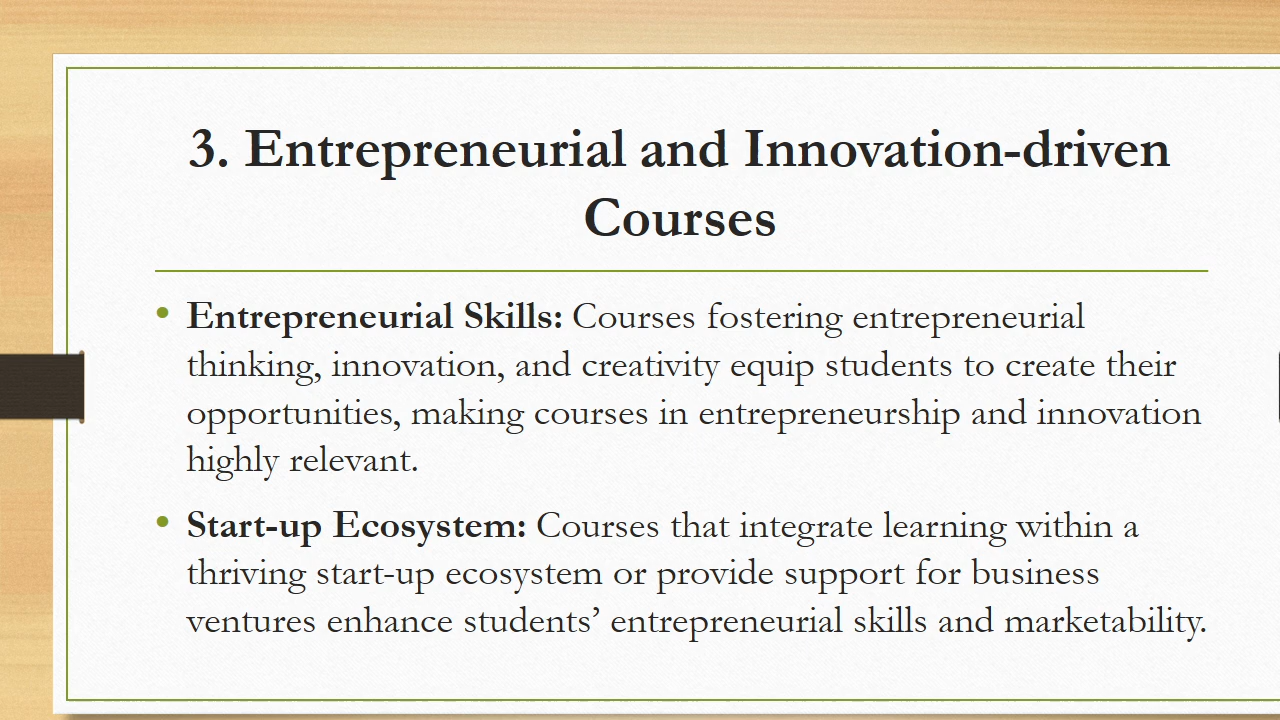 3. Entrepreneurial and Innovation-driven
Courses
• Entrepreneurial Skills: Courses fostering entrepreneurial
thinking, innovation, and creativity equip students to create their
opportunities, making courses in entrepreneurship and innovation
highly relevant.
• Start-up Ecosystem: Courses that integrate learning within a
thriving start-up ecosystem or provide support for business
ventures enhance students’ entrepreneurial skills and marketability.